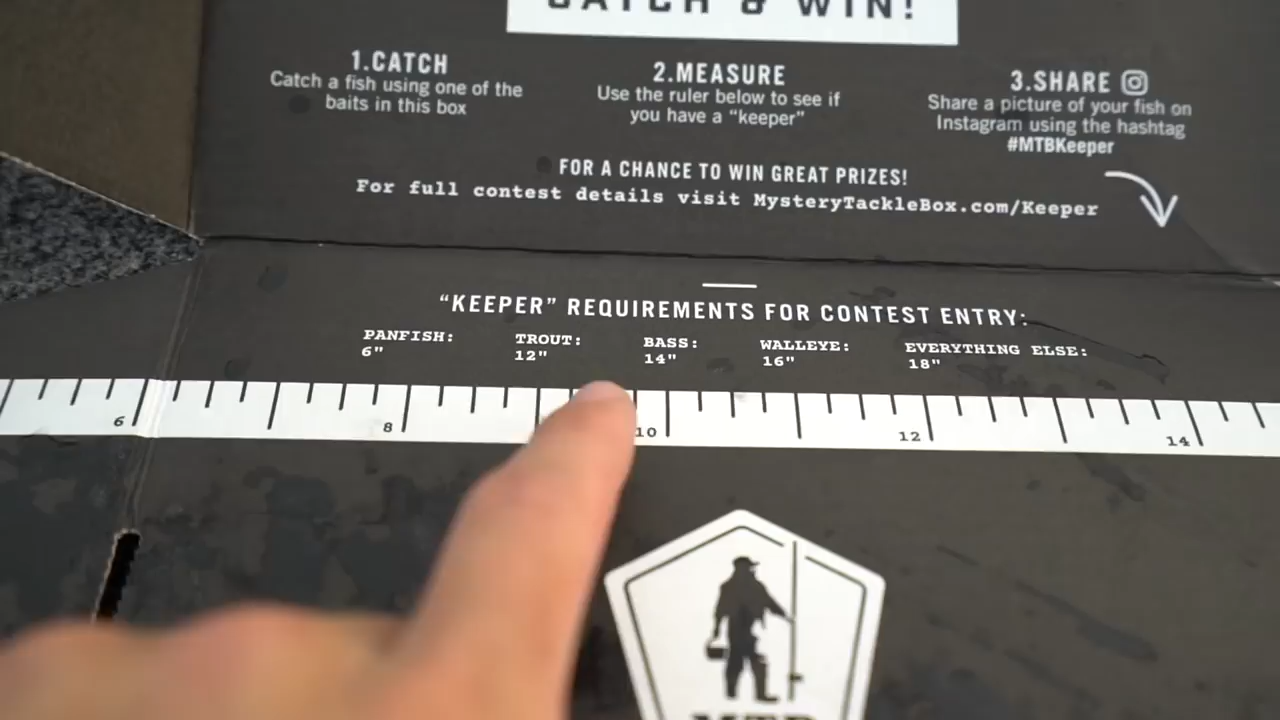 CATCH & WIN!
1.CATCH
Catch a fish using one of the
baits in this box
2.MEASURE
Use the ruler below to see if
you have a “keeper”
3.SHARE
Share a picture of your fish on
Instagram using the hashtag
#MTBKeeper
FOR A CHANCE TO WIN GREAT PRIZES!
For full contest details visit MysteryTackleBox.com/Keeper
“KEEPER” REQUIREMENTS FOR CONTEST ENTRY:
PANFISH:
6"
TROUT:
12"
BASS:
14"
WALLEYE:
16"
EVERYTHING ELSE:
18"
6 8 10 12 14
MTB